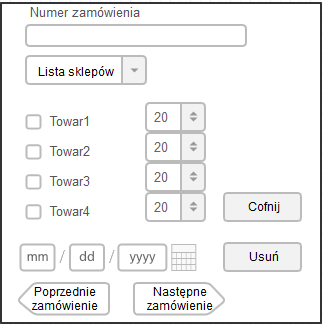 Numer zamówienia
Lista sklepów
Towar1 20
Towar2 20
Towar3 20
Towar4 20 Cofnij
mm / dd / yyyy Usuń
Poprzednie Następne
zamówienie zamówienie